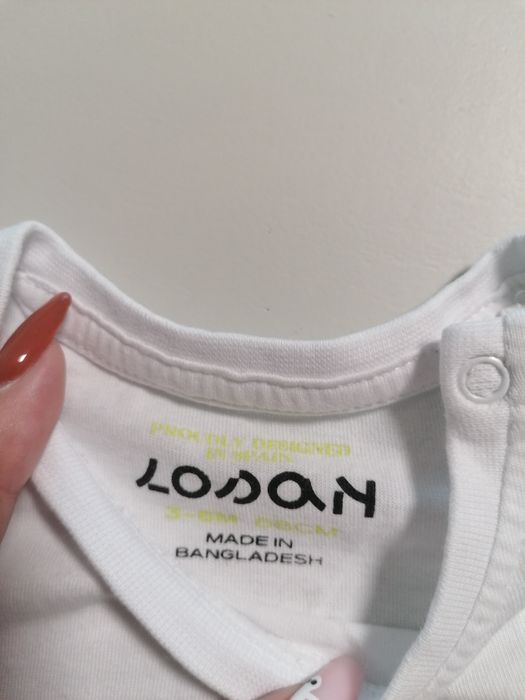 PROUDLY DESIGNED
IN SPAIN
LOSAN
3-6M 68CM
MADE IN
BANGLADESH